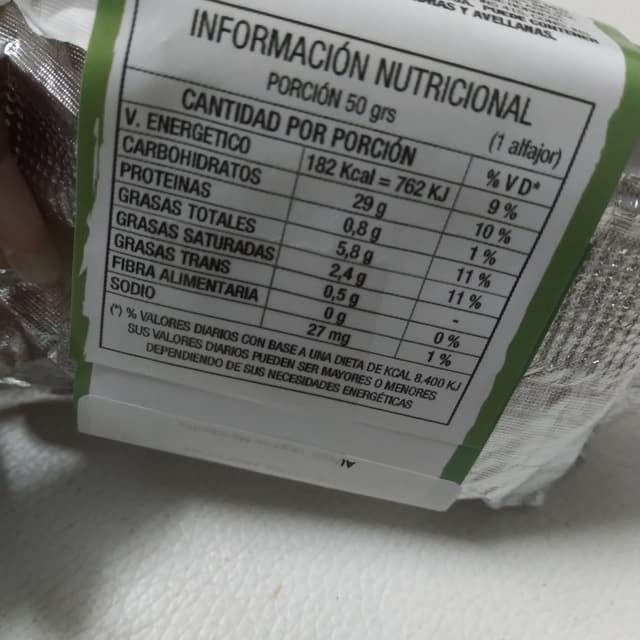 Y AVELLANAS.
INFORMACIÓN NUTRICIONAL
PORCIÓN 50 grs (1 alfajor)
CANTIDAD POR PORCIÓN % V D*
V. ENERGETICO 182 Kcal = 762 KJ 9 %
CARBOHIDRATOS 29 g 10 %
PROTEINAS 0,8 g 1 %
GRASAS TOTALES 5,8 g 11 %
GRASAS SATURADAS 2,4 g 11 %
GRASAS TRANS 0,5 g -
FIBRA ALIMENTARIA 0 g 0 %
SODIO 27 mg 1 %
(*) % VALORES DIARIOS CON BASE A UNA DIETA DE KCAL 8.400 KJ
SUS VALORES DIARIOS PUEDEN SER MAYORES O MENORES
DEPENDIENDO DE SUS NECESIDADES ENERGÉTICAS